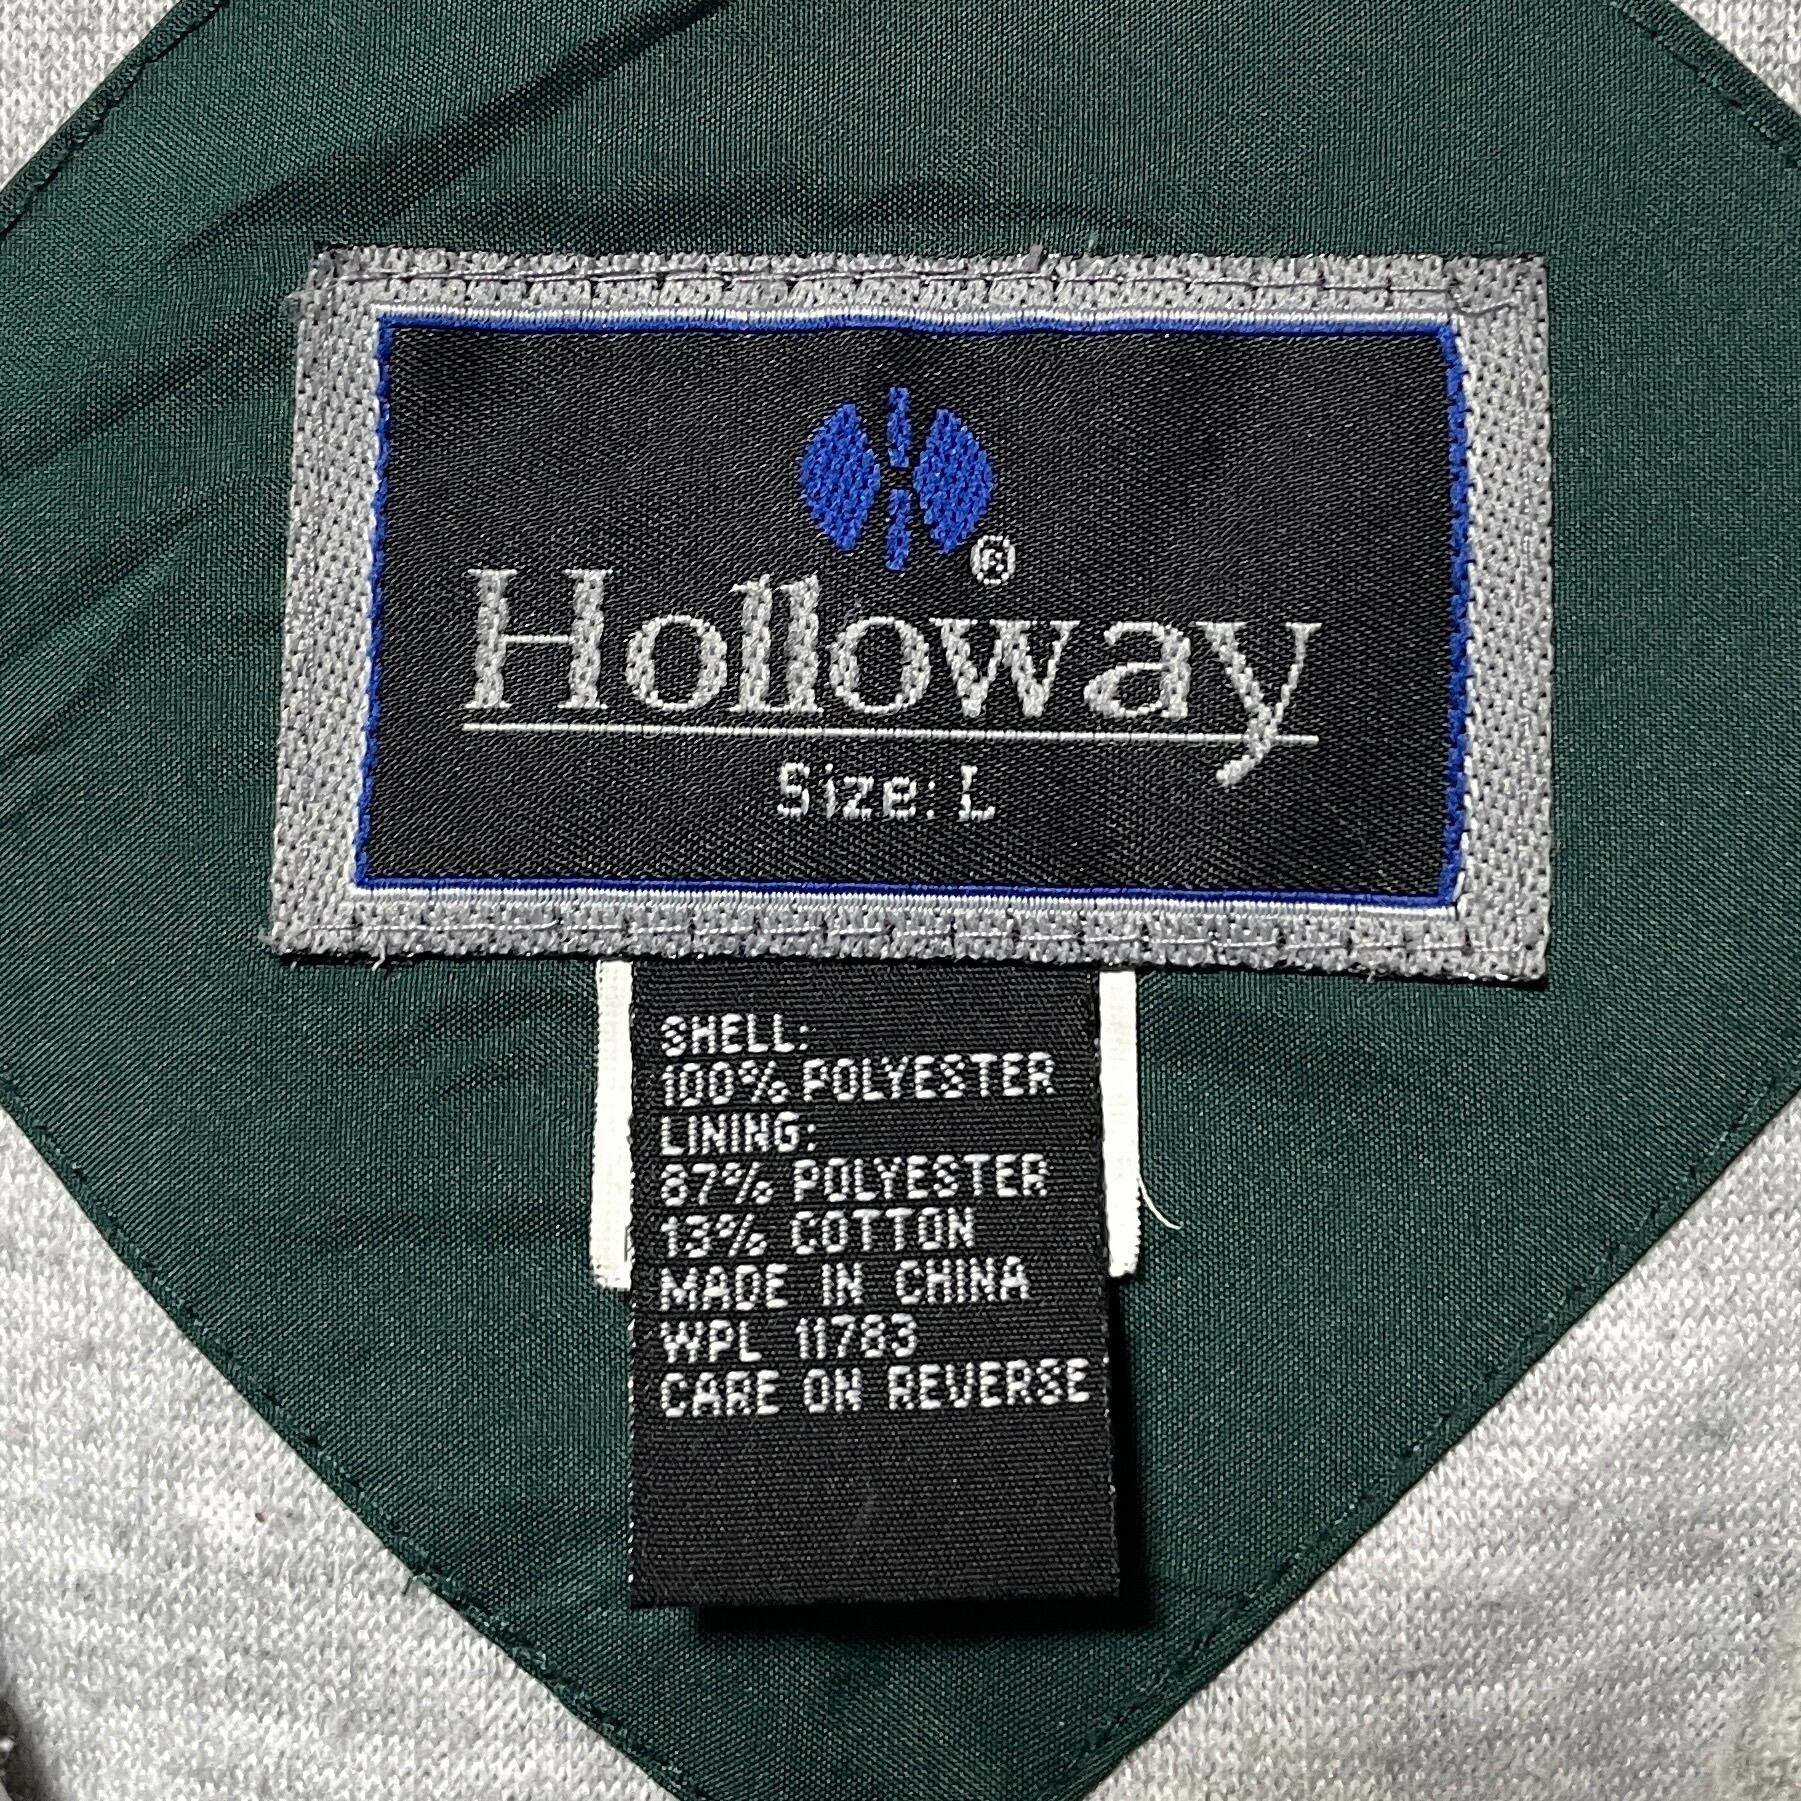 ®
Holloway
Size: L
SHELL:
100% POLYESTER
LINING:
87% POLYESTER
13% COTTON
MADE IN CHINA
WPL 11783
CARE ON REVERSE